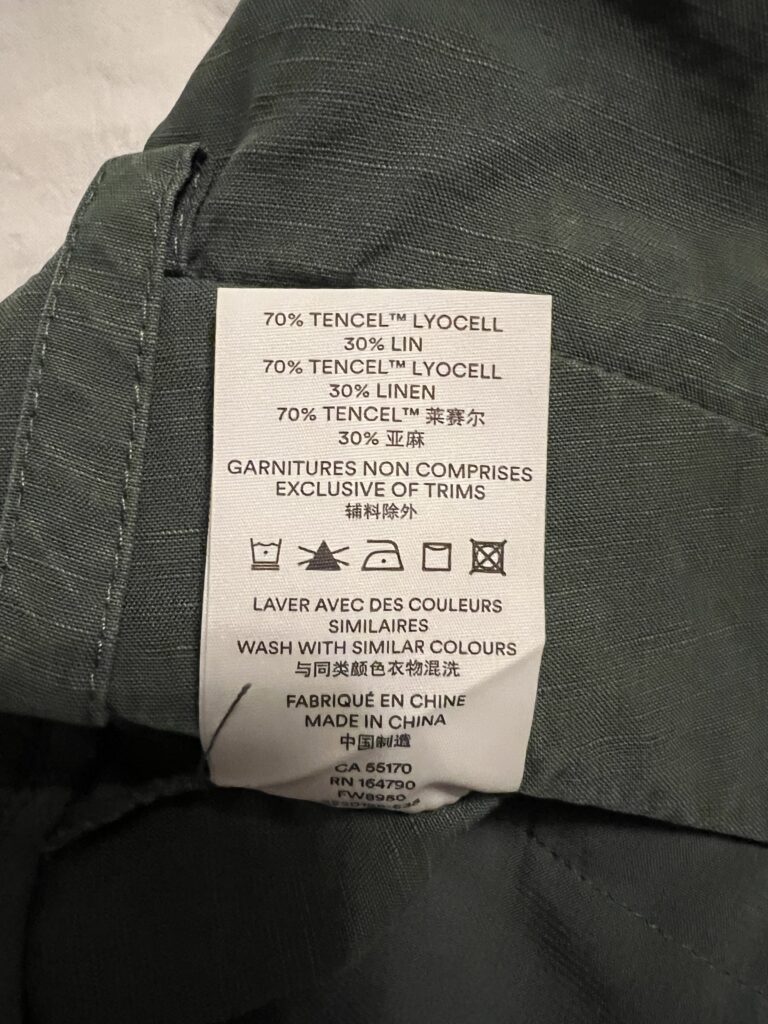 70% TENCEL™ LYOCELL
30% LIN
70% TENCEL™ LYOCELL
30% LINEN
70% TENCEL™ 莱赛尔
30% 亚麻
GARNITURES NON COMPRISES
EXCLUSIVE OF TRIMS
辅料除外
LAVER AVEC DES COULEURS
SIMILAIRES
WASH WITH SIMILAR COLOURS
与同类颜色衣物混洗
FABRIQUÉ EN CHINE
MADE IN CHINA
中国制造
CA 55170
RN 164790
FW8950